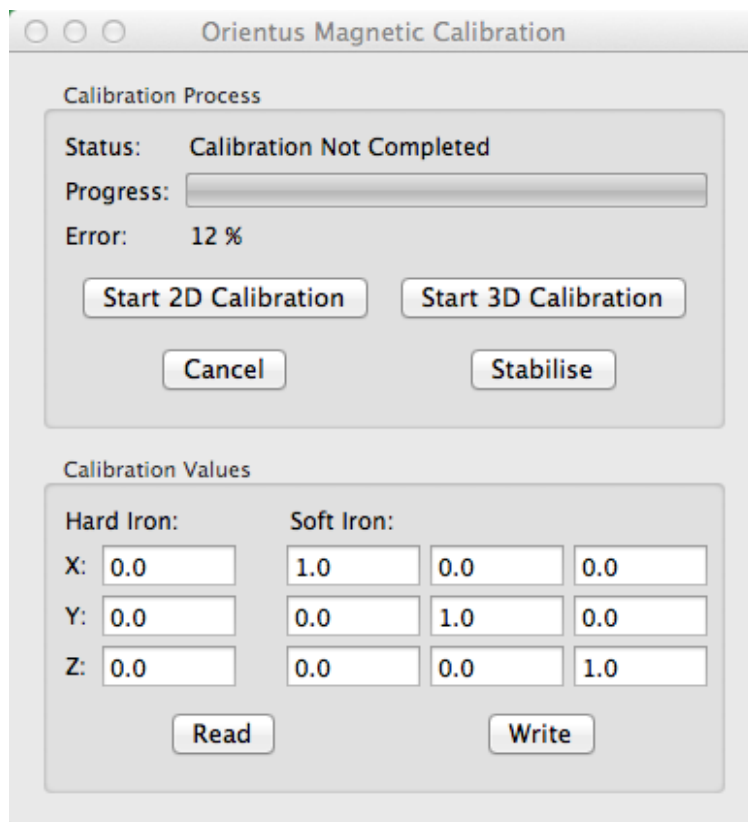 Orientus Magnetic Calibration
Calibration Process
Status: Calibration Not Completed
Progress:
Error: 12 %
Start 2D Calibration Start 3D Calibration
Cancel Stabilise
Calibration Values
Hard Iron: Soft Iron:
X: 0.0 1.0 0.0 0.0
Y: 0.0 0.0 1.0 0.0
Z: 0.0 0.0 0.0 1.0
Read Write